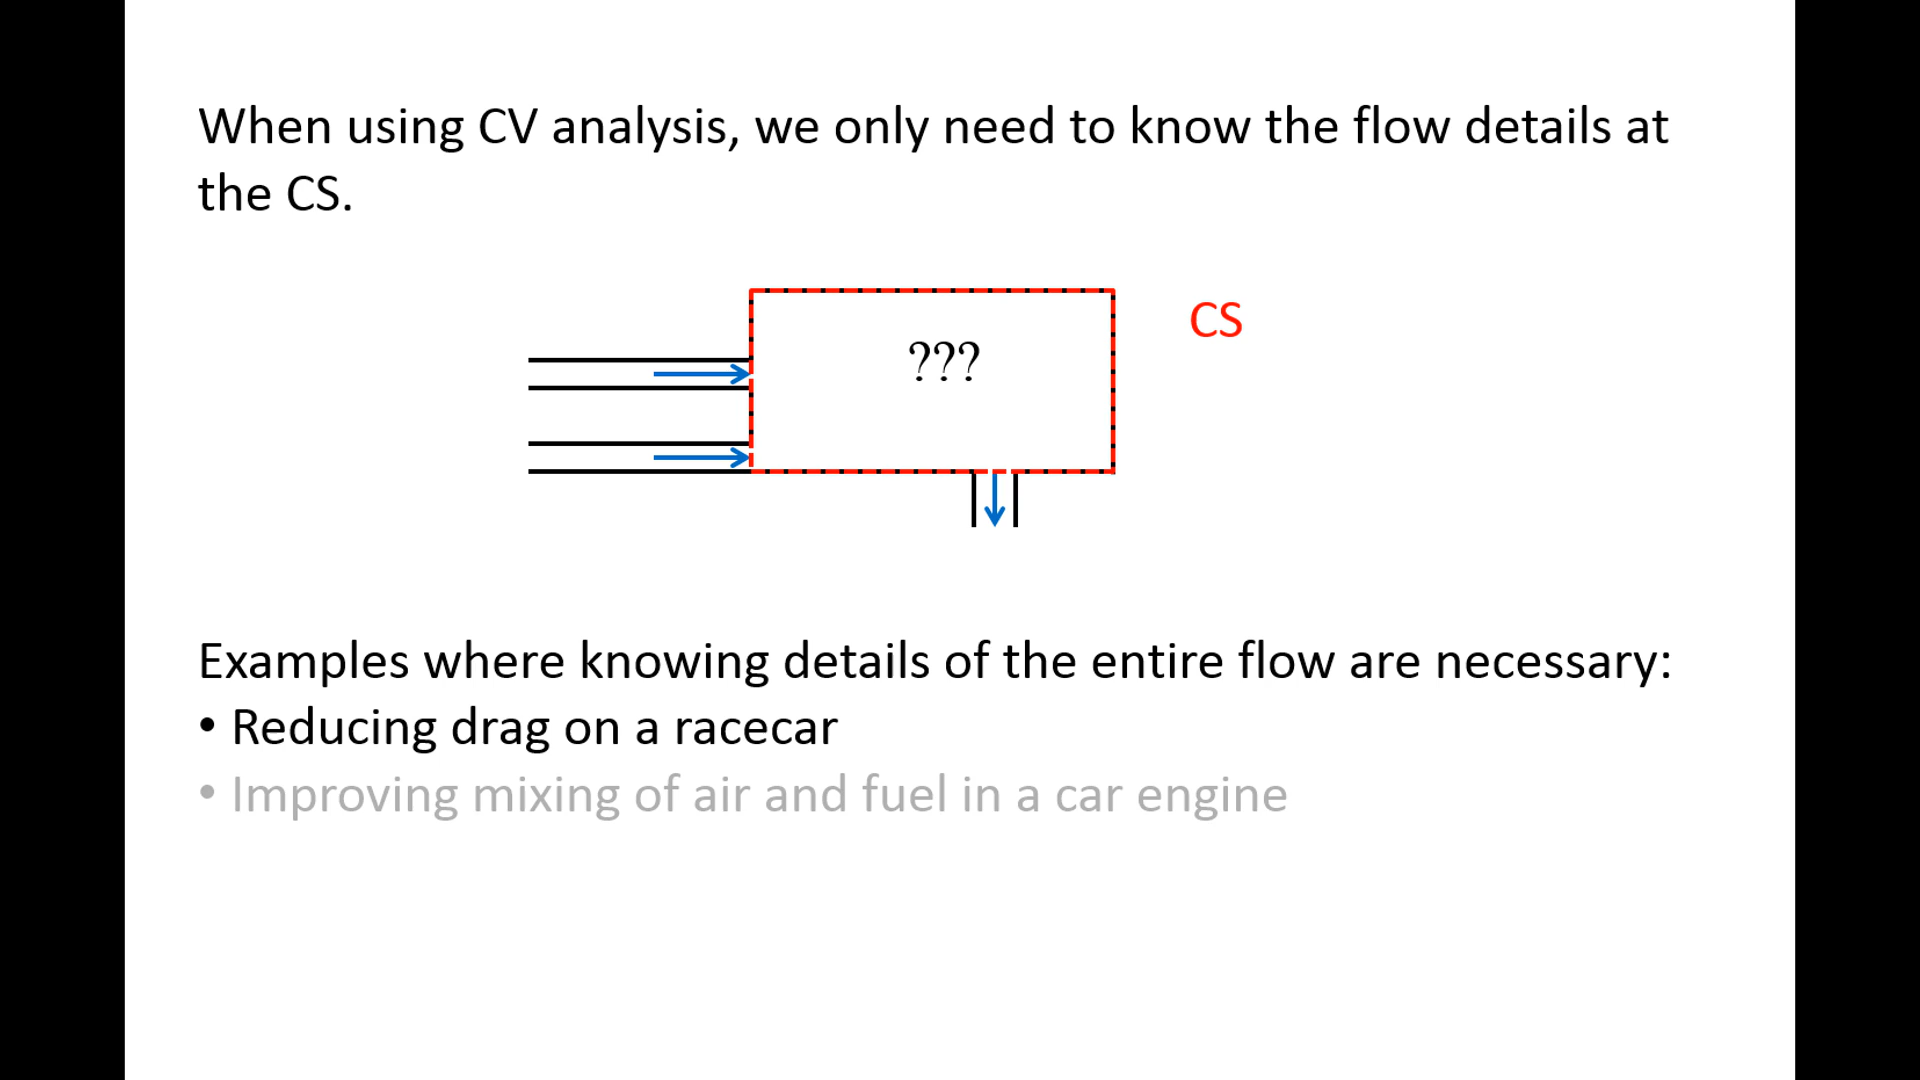 When using CV analysis, we only need to know the flow details at
the CS.
CS
???
Examples where knowing details of the entire flow are necessary:
• Reducing drag on a racecar
• Improving mixing of air and fuel in a car engine